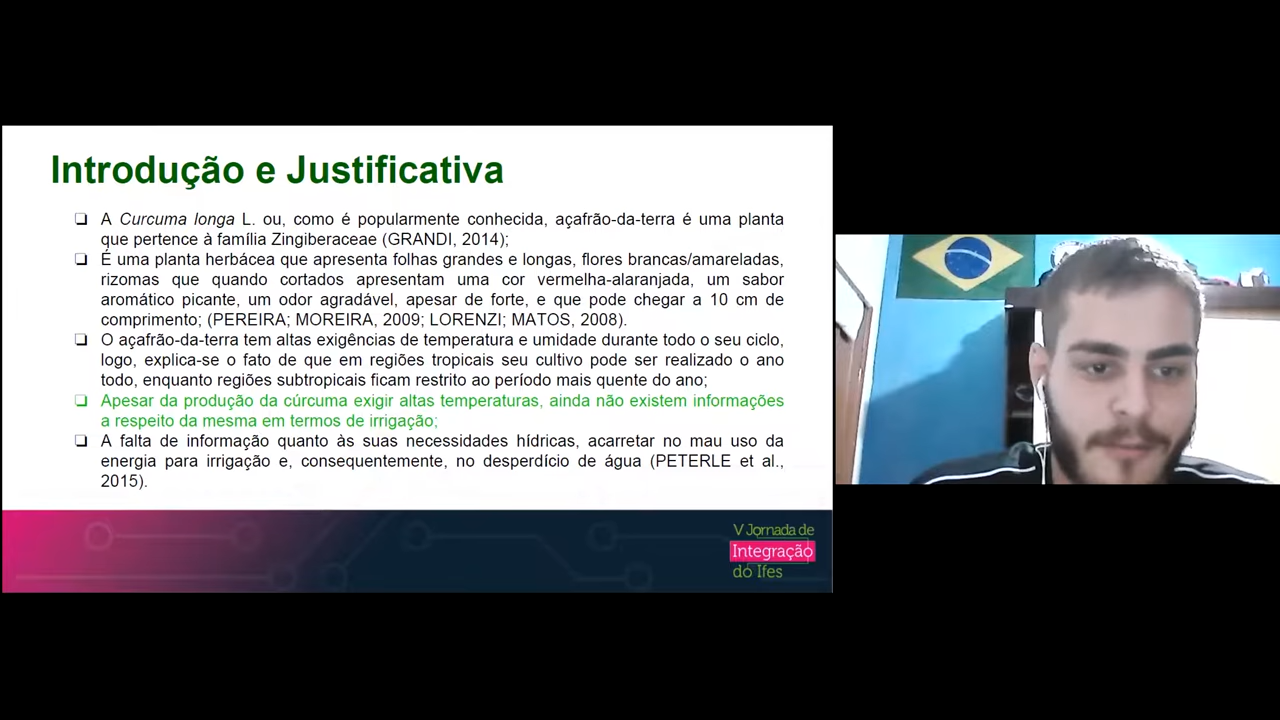 Introdução e Justificativa
❑ A Curcuma longa L. ou, como é popularmente conhecida, açafrão-da-terra é uma planta
que pertence à família Zingiberaceae (GRANDI, 2014);
❑ É uma planta herbácea que apresenta folhas grandes e longas, flores brancas/amareladas,
rizomas que quando cortados apresentam uma cor vermelha-alaranjada, um sabor
aromático picante, um odor agradável, apesar de forte, e que pode chegar a 10 cm de
comprimento; (PEREIRA; MOREIRA, 2009; LORENZI; MATOS, 2008).
❑ O açafrão-da-terra tem altas exigências de temperatura e umidade durante todo o seu ciclo,
logo, explica-se o fato de que em regiões tropicais seu cultivo pode ser realizado o ano
todo, enquanto regiões subtropicais ficam restrito ao período mais quente do ano;
❑ Apesar da produção da cúrcuma exigir altas temperaturas, ainda não existem informações
a respeito da mesma em termos de irrigação;
❑ A falta de informação quanto às suas necessidades hídricas, acarretar no mau uso da
energia para irrigação e, consequentemente, no desperdício de água (PETERLE et al.,
2015).
V Jornada de
Integração
do Ifes